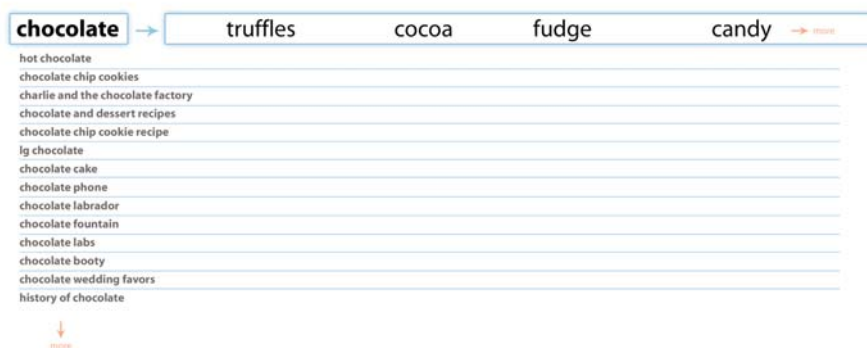 chocolate → truffles cocoa fudge candy → more
hot chocolate
chocolate chip cookies
charlie and the chocolate factory
chocolate and dessert recipes
chocolate chip cookie recipe
lg chocolate
chocolate cake
chocolate phone
chocolate labrador
chocolate fountain
chocolate labs
chocolate booty
chocolate wedding favors
history of chocolate
more